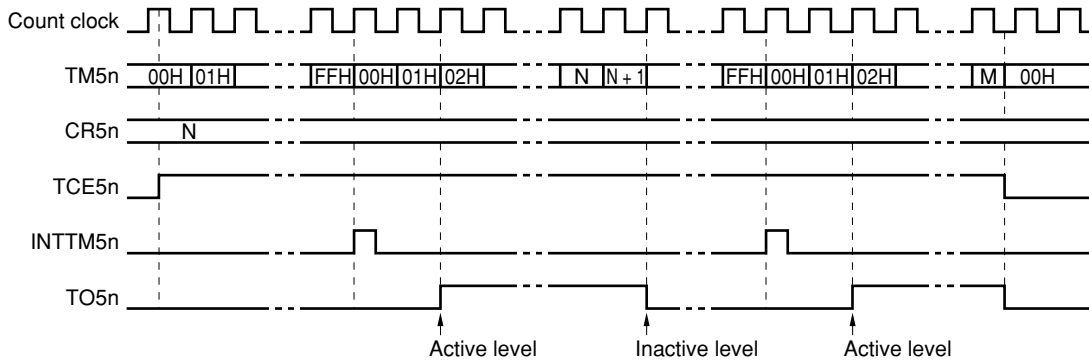 Count clock
TM5n 00H 01H FFH 00H 01H 02H N N + 1 FFH 00H 01H 02H M 00H
CR5n N
TCE5n
INTTM5n
TO5n
Active level Inactive level Active level